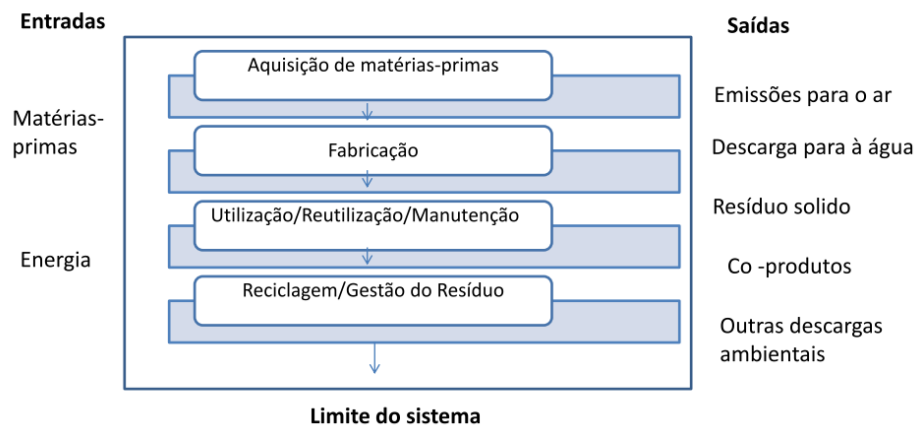 Entradas
Saídas
Aquisição de matérias-primas
Emissões para o ar
Matérias-
primas
Descarga para à água
Fabricação
Resíduo solido
Utilização/Reutilização/Manutenção
Energia
Co -produtos
Reciclagem/Gestão do Resíduo
Outras descargas
ambientais
Limite do sistema